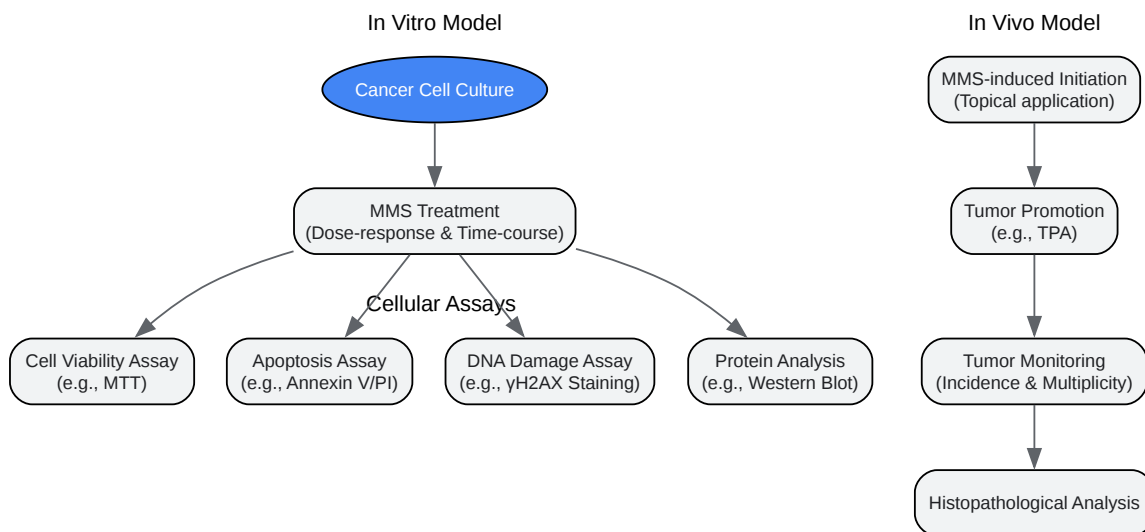 In Vitro Model
Cancer Cell Culture
MMS Treatment
(Dose-response & Time-course)
Cellular Assays
Cell Viability Assay
(e.g., MTT)
Apoptosis Assay
(e.g., Annexin V/PI)
DNA Damage Assay
(e.g., γH2AX Staining)
Protein Analysis
(e.g., Western Blot)
In Vivo Model
MMS-induced Initiation
(Topical application)
Tumor Promotion
(e.g., TPA)
Tumor Monitoring
(Incidence & Multiplicity)
Histopathological Analysis